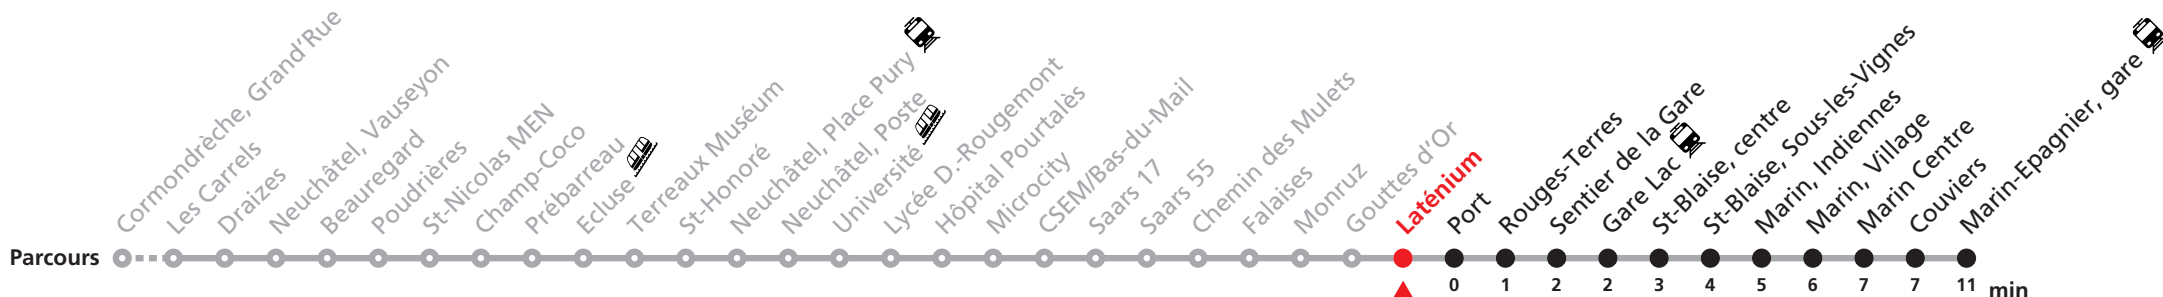 Parcours
Cormondrèche, Grand'Rue
Les Carrels
Draizes
Neuchâtel, Vauseyon
Beauregard
Poudrières
St-Nicolas MEN
Champ-Coco
Prébarreau
Ecluse
Terreaux Muséum
St-Honoré
Neuchâtel, Place Pury
Neuchâtel, Poste
Université
Lycée D.-Rougemont
Hôpital Pourtalès
Microcity
CSEM/Bas-du-Mail
Saars 17
Saars 55
Chemin des Mulets
Falaises
Monruz
Gouttes d'Or
Laténium
Port
Rouges-Terres
Sentier de la Gare
Gare Lac
St-Blaise, centre
St-Blaise, Sous-les-Vignes
Marin, Indiennes
Marin, Village
Marin Centre
Couviers
Marin-Epagnier, gare
0 1 2 2 3 4 5 6 7 7 11 min